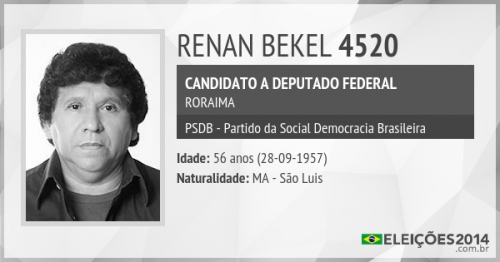 RENAN BEKEL 4520
CANDIDATO A DEPUTADO FEDERAL
RORAIMA
PSDB - Partido da Social Democracia Brasileira
Idade: 56 anos (28-09-1957)
Naturalidade: MA - São Luis
ELEIÇÕES2014
.com.br